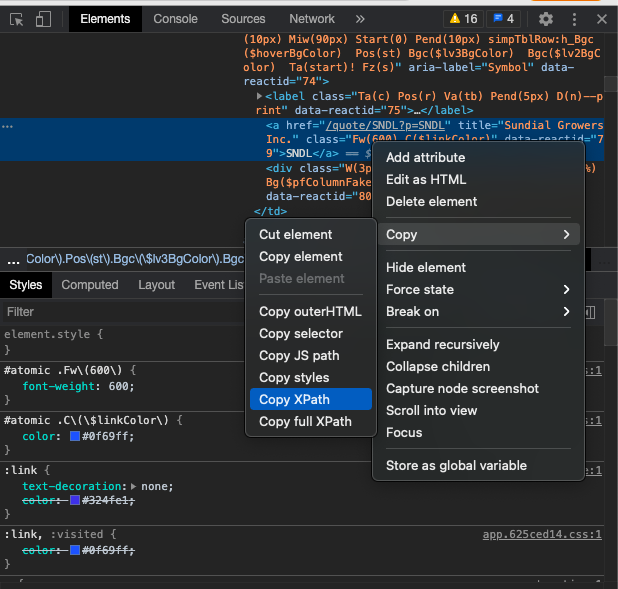 Elements Console Sources Network » 16 4
(10px) Miw(90px) Start(0) Pend(10px) simpTblRow:h_Bgc
($hoverBgColor)  Pos(st) Bgc($lv3BgColor)  Bgc($lv2BgC
olor)  Ta(start)! Fz(s)" aria-label="Symbol" data-
reactid="74">
<label class="Ta(c) Pos(r) Va(tb) Pend(5px) D(n)--p
rint" data-reactid="75">…</label>
<a href="/quote/SNDL?p=SNDL" title="Sundial Growers
Inc." class="Fw(600) C($linkColor)" data-reactid="7
9">SNDL</a> == $
<div class="W(3p
Bg($pfColumnFake
data-reactid="80
</td>
Add attribute
Edit as HTML
Delete element
Copy
Hide element
Force state
Break on
Expand recursively
Collapse children
Capture node screenshot
Scroll into view
Focus
Store as global variable
Cut element
Copy element
Paste element
Copy outerHTML
Copy selector
Copy JS path
Copy styles
Copy XPath
Copy full XPath
... Color\).Pos\(st\).Bgc\(\$lv3BgColor\).Bgc
Styles Computed Layout Event Lis
Filter
element.style {
}
#atomic .Fw\(600\) {
font-weight: 600;
}
#atomic .C\(\$linkColor\) {
color: #0f69ff;
}
:link {
text-decoration: none;
color: #324fe1;
}
:link, :visited { app.625ced14.css:1
color: #0f69ff;
}